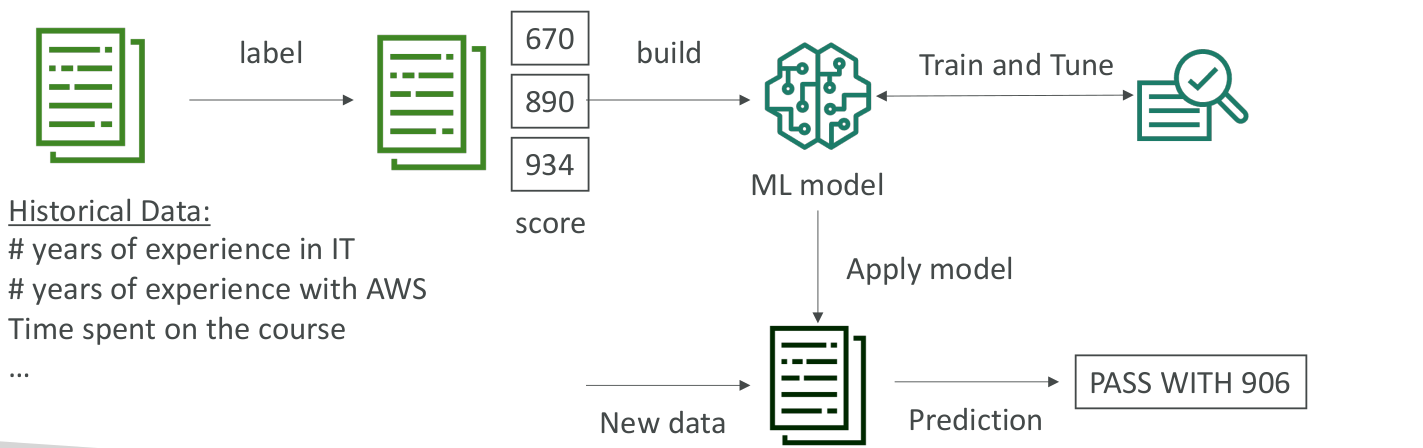 label
670
890
934
score
build
Train and Tune
ML model
Historical Data:
# years of experience in IT
# years of experience with AWS
Time spent on the course
...
Apply model
New data
Prediction
PASS WITH 906